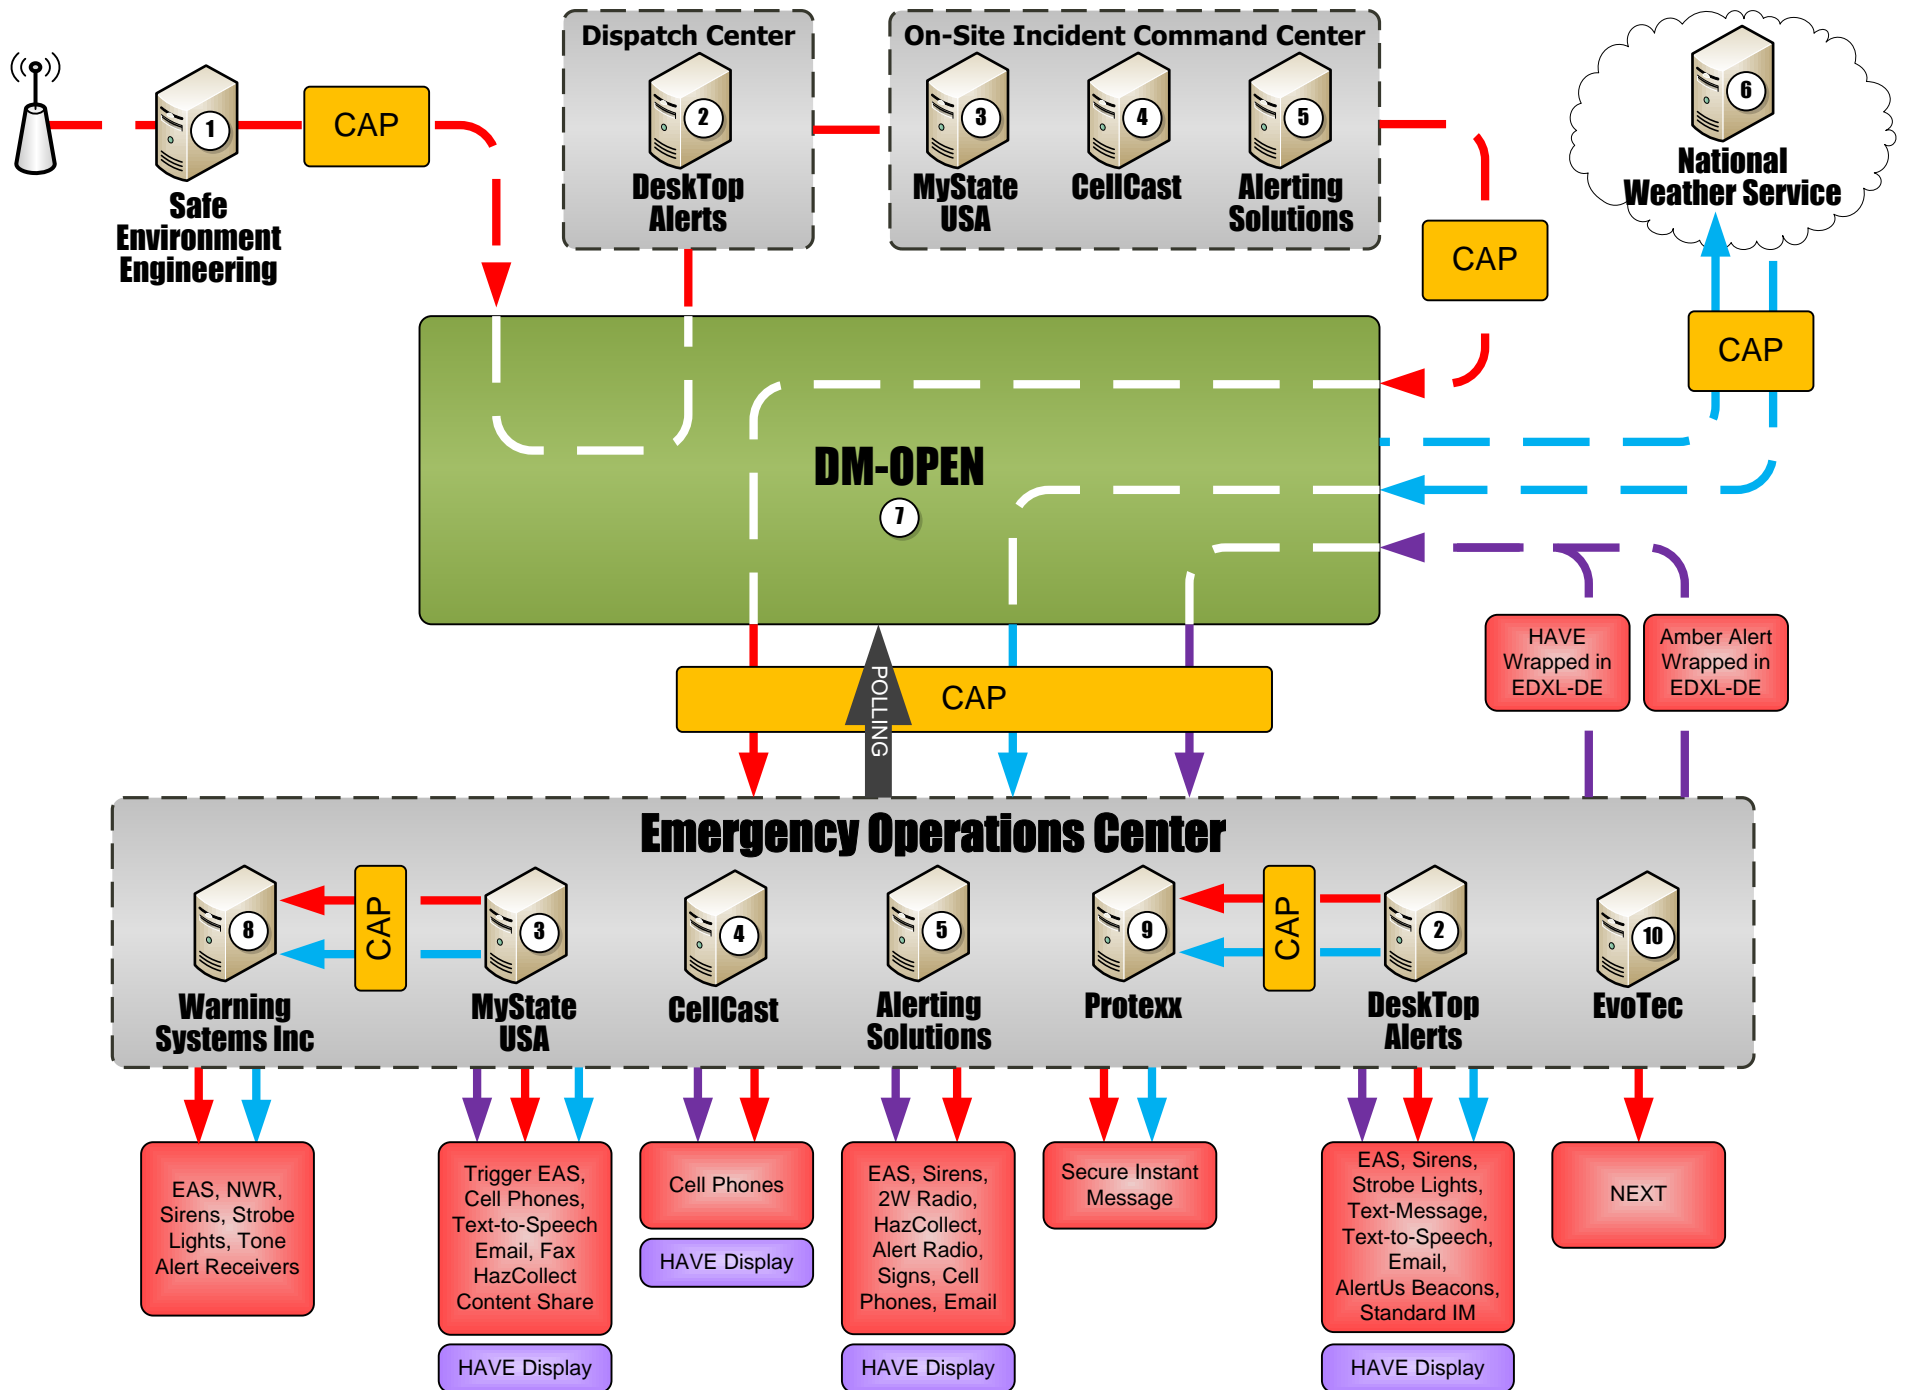 Dispatch Center
On-Site Incident Command Center
1
CAP
2
3
4
5
6
Safe
Environment
Engineering
DeskTop
Alerts
MyState
USA
CellCast
Alerting
Solutions
National
Weather Service
CAP
CAP
DM-OPEN
7
HAVE
Wrapped in
EDXL-DE
Amber Alert
Wrapped in
EDXL-DE
POLLING
CAP
Emergency Operations Center
8
CAP
3
4
5
9
CAP
2
10
Warning
Systems Inc
MyState
USA
CellCast
Alerting
Solutions
Protexx
DeskTop
Alerts
EvoTec
EAS, NWR,
Sirens, Strobe
Lights, Tone
Alert Receivers
Trigger EAS,
Cell Phones,
Text-to-Speech
Email, Fax
HazCollect
Content Share
HAVE Display
Cell Phones
HAVE Display
EAS, Sirens,
2W Radio,
HazCollect,
Alert Radio,
Signs, Cell
Phones, Email
HAVE Display
Secure Instant
Message
EAS, Sirens,
Strobe Lights,
Text-Message,
Text-to-Speech,
Email,
AlertUs Beacons,
Standard IM
HAVE Display
NEXT